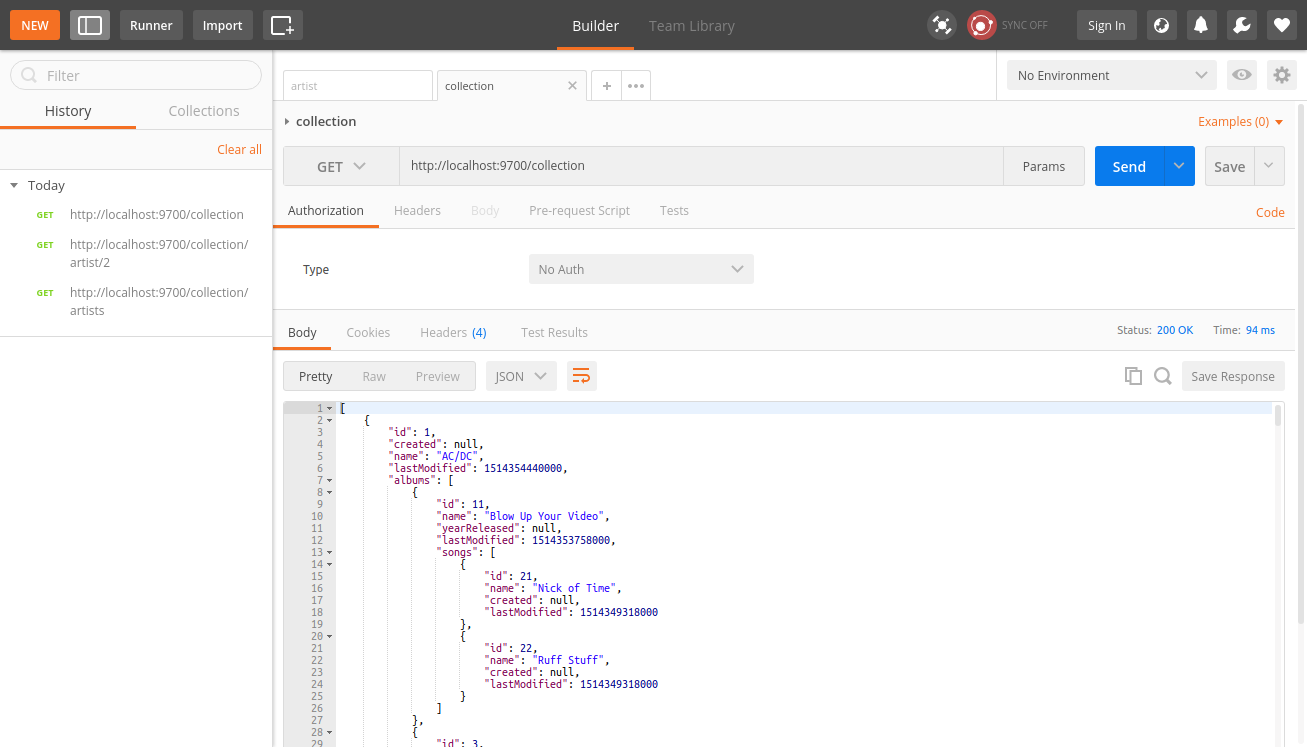 NEW Runner Import Builder Team Library SYNC OFF Sign In
Filter
History Collections
Clear all
Today
GET http://localhost:9700/collection
GET http://localhost:9700/collection/
artist/2
GET http://localhost:9700/collection/
artists
artist collection No Environment
collection Examples (0)
GET http://localhost:9700/collection Params Send Save
Authorization Headers Body Pre-request Script Tests Code
Type No Auth
Body Cookies Headers (4) Test Results Status: 200 OK Time: 94 ms
Pretty Raw Preview JSON Save Response
1 [
2 {
3 "id": 1,
4 "created": null,
5 "name": "AC/DC",
6 "lastModified": 1514354440000,
7 "albums": [
8 {
9 "id": 11,
10 "name": "Blow Up Your Video",
11 "yearReleased": null,
12 "lastModified": 1514353758000,
13 "songs": [
14 {
15 "id": 21,
16 "name": "Nick of Time",
17 "created": null,
18 "lastModified": 1514349318000
19 },
20 {
21 "id": 22,
22 "name": "Ruff Stuff",
23 "created": null,
24 "lastModified": 1514349318000
25 }
26 ]
27 },
28 {
29 "id": 3,